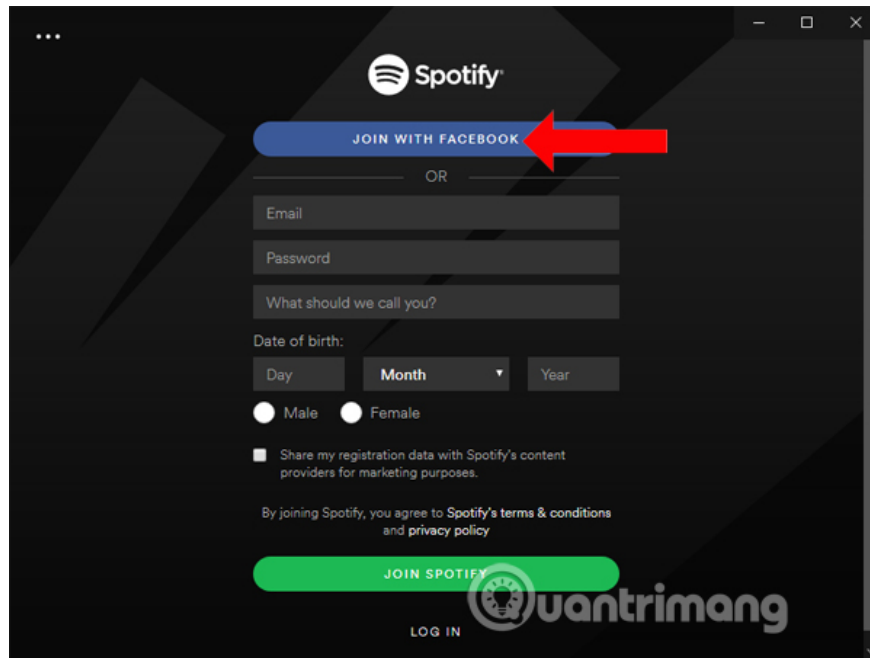 Spotify®
JOIN WITH FACEBOOK
OR
Email
Password
What should we call you?
Date of birth:
Day Month Year
Male Female
Share my registration data with Spotify's content
providers for marketing purposes.
By joining Spotify, you agree to Spotify's terms & conditions
and privacy policy
JOIN SPOTIFY
Quantrimang
LOG IN